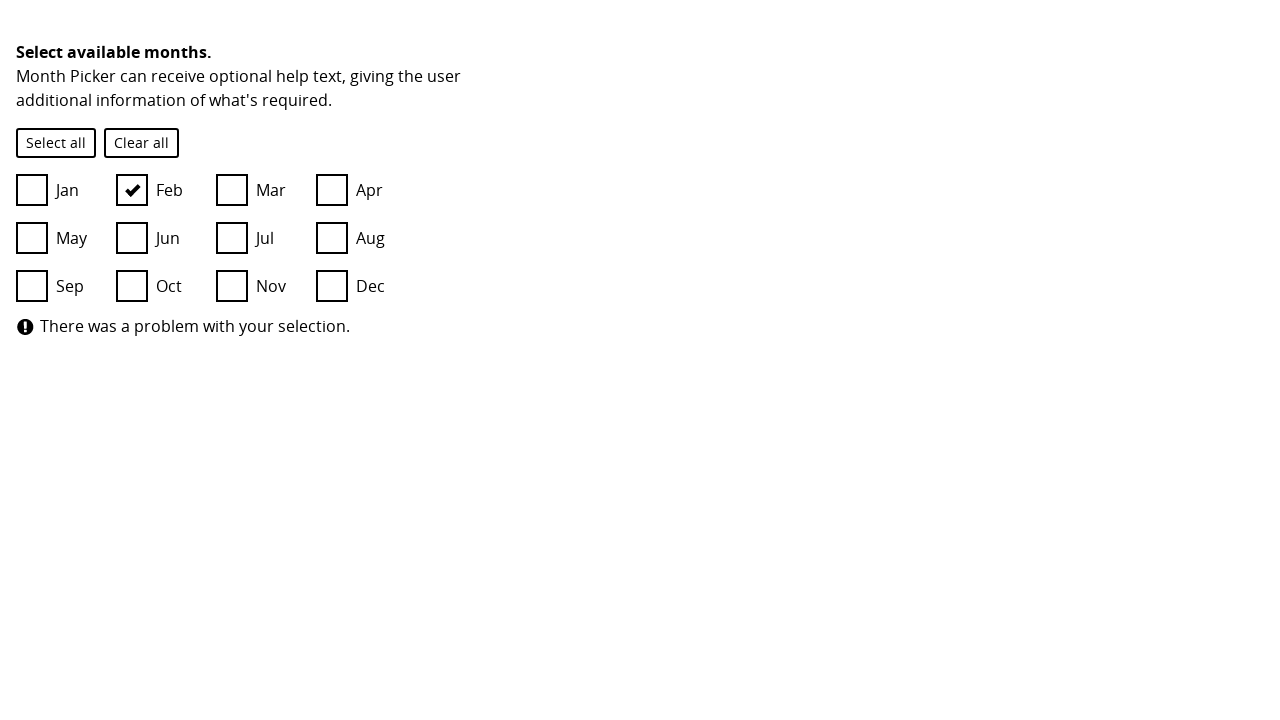 Select available months.
Month Picker can receive optional help text, giving the user
additional information of what's required.
Select all Clear all
Jan Feb Mar Apr
May Jun Jul Aug
Sep Oct Nov Dec
There was a problem with your selection.